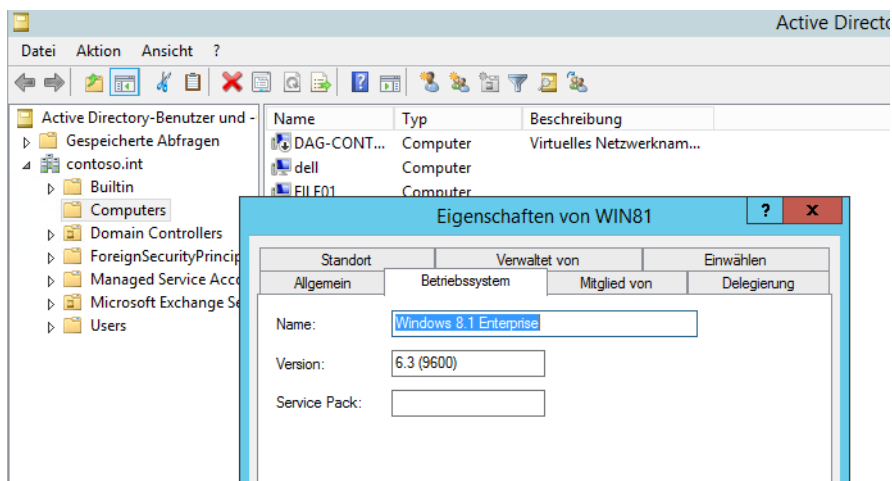 Active Directo
Datei Aktion Ansicht ?
Active Directory-Benutzer und -
Gespeicherte Abfragen
contoso.int
Builtin
Computers
Domain Controllers
ForeignSecurityPrincip
Managed Service Acco
Microsoft Exchange Se
Users
Name Typ Beschreibung
DAG-CONT... Computer Virtuelles Netzwerknam...
dell Computer
FILE01 Computer
Eigenschaften von WIN81 ? x
Standort Verwaltet von Einwählen
Allgemein Betriebssystem Mitglied von Delegierung
Name: Windows 8.1 Enterprise
Version: 6.3 (9600)
Service Pack: